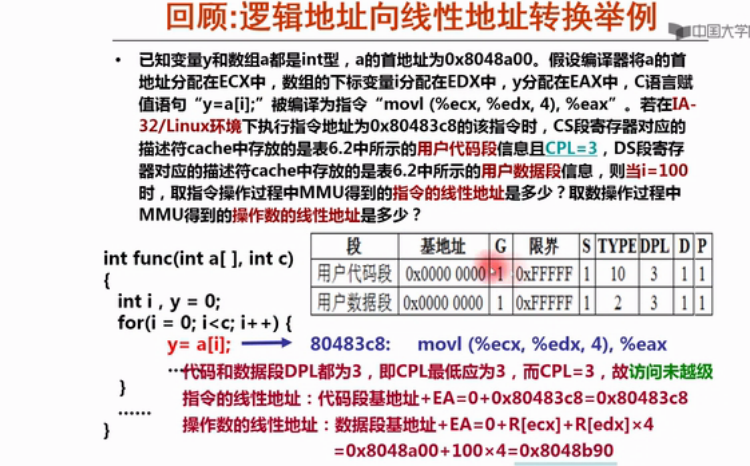 回顾:逻辑地址向线性地址转换举例
中国大学
• 已知变量y和数组a都是int型，a的首地址为0x8048a00。假设编译器将a的首
地址分配在ECX中，数组的下标变量i分配在EDX中，y分配在EAX中，C语言赋
值语句“y=a[i];”被编译为指令“movl (%ecx, %edx, 4), %eax”。若在IA-
32/Linux环境下执行指令地址为0x80483c8的该指令时，CS段寄存器对应的
描述符cache中存放的是表6.2中所示的用户代码段信息且CPL=3，DS段寄存
器对应的描述符cache中存放的是表6.2中所示的用户数据段信息，则当i=100
时，取指令操作过程中MMU得到的指令的线性地址是多少？取数操作过程中
MMU得到的操作数的线性地址是多少？
段 基地址 G 限界 S TYPE DPL D P
用户代码段 0x0000 0000 1 0xFFFFF 1 10 3 1 1
用户数据段 0x0000 0000 1 0xFFFFF 1 2 3 1 1
int func(int a[ ], int c)
{
int i , y = 0;
for(i = 0; i<c; i++) {
y= a[i]; 80483c8: movl (%ecx, %edx, 4), %eax
…代码和数据段DPL都为3，即CPL最低应为3，而CPL=3，故访问未越级
} 指令的线性地址：代码段基地址+EA=0+0x80483c8=0x80483c8
……
} 操作数的线性地址：数据段基地址+EA=0+R[ecx]+R[edx]×4
=0x8048a00+100×4=0x8048b90